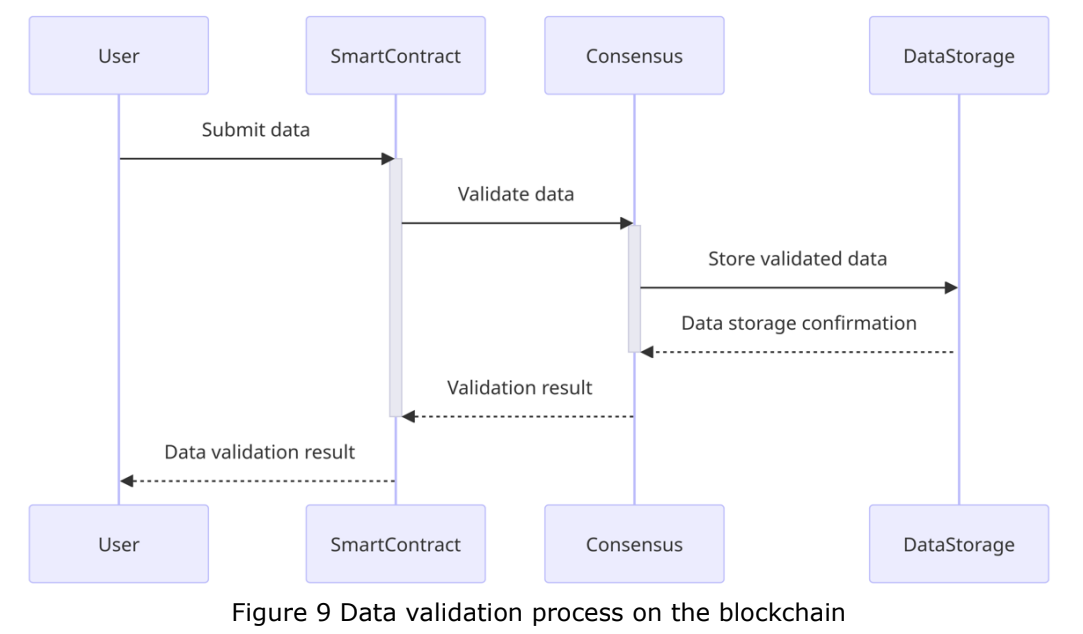 User
SmartContract
Consensus
DataStorage
Submit data
Validate data
Store validated data
Data storage confirmation
Validation result
Data validation result
User
SmartContract
Consensus
DataStorage
Figure 9 Data validation process on the blockchain